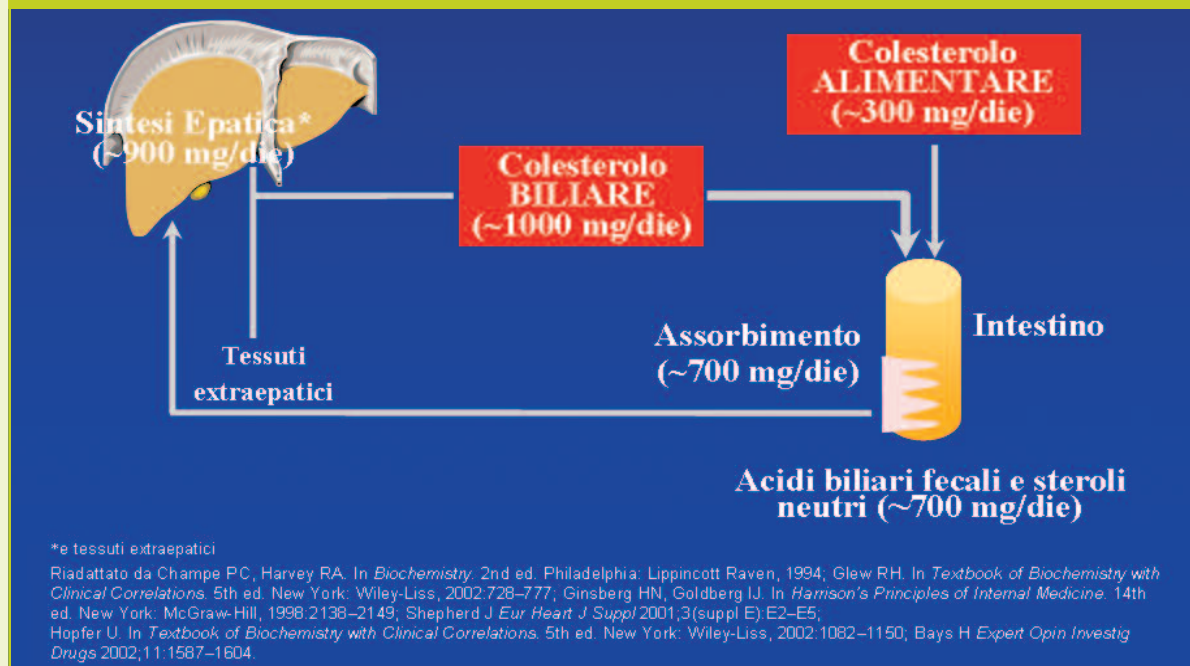 Sintesi Epatica*
(~900 mg/die)
Colesterolo
ALIMENTARE
(~300 mg/die)
Colesterolo
BILIARE
(~1000 mg/die)
Tessuti
extraepatici
Assorbimento
(~700 mg/die)
Intestino
Acidi biliari fecali e steroli
neutri (~700 mg/die)
*e tessuti extraepatici
Riadattato da Champe PC, Harvey RA. In Biochemistry. 2nd ed. Philadelphia: Lippincott Raven, 1994; Glew RH. In Textbook of Biochemistry with
Clinical Correlations. 5th ed. New York: Wiley-Liss, 2002:728–777; Ginsberg HN, Goldberg IJ. In Harrison's Principles of Internal Medicine. 14th
ed. New York: McGraw-Hill, 1998:2138–2149; Shepherd J Eur Heart J Suppl 2001;3(suppl E):E2–E5;
Hopfer U. In Textbook of Biochemistry with Clinical Correlations. 5th ed. New York: Wiley-Liss, 2002:1082–1150; Bays H Expert Opin Investig
Drugs 2002;11:1587–1604.